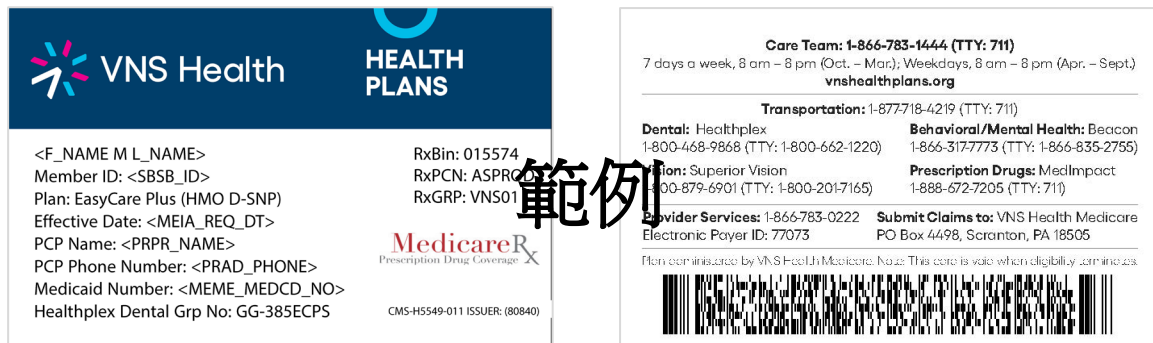 VNS Health
HEALTH
PLANS
<F_NAME M L_NAME>
Member ID: <SBSB_ID>
Plan: EasyCare Plus (HMO D-SNP)
Effective Date: <MEIA_REQ_DT>
PCP Name: <PRPR_NAME>
PCP Phone Number: <PRAD_PHONE>
Medicaid Number: <MEME_MEDCD_NO>
Healthplex Dental Grp No: GG-385ECPS
RxBin: 015574
RxPCN: ASPROD
RxGRP: VNS01
MedicareRx
Prescription Drug Coverage
CMS-H5549-011 ISSUER: (80840)
範例
Care Team: 1-866-783-1444 (TTY: 711)
7 days a week, 8 am – 8 pm (Oct. – Mar.); Weekdays, 8 am – 8 pm (Apr. – Sept.)
vnshealthplans.org
Transportation: 1-877-718-4219 (TTY: 711)
Dental: Healthplex
1-800-468-9868 (TTY: 1-800-662-1220)
Behavioral/Mental Health: Beacon
1-866-317-7773 (TTY: 1-866-835-2755)
Vision: Superior Vision
-800-879-6901 (TTY: 1-800-201-7165)
Prescription Drugs: MedImpact
1-888-672-7205 (TTY: 711)
Provider Services: 1-866-783-0222
Electronic Payer ID: 77073
Submit Claims to: VNS Health Medicare
PO Box 4498, Scranton, PA 18505
Plan administered by VNS Health Medicare. Note: This card is void when eligibility terminates.